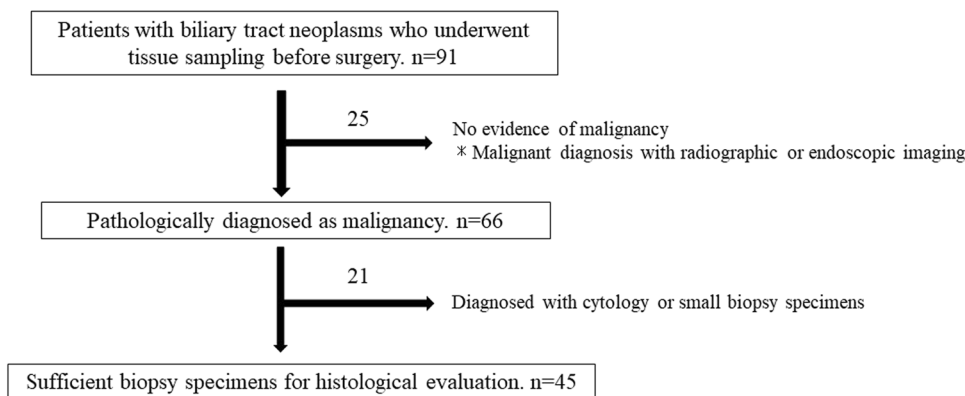 Patients with biliary tract neoplasms who underwent
tissue sampling before surgery. n=91
25
No evidence of malignancy
* Malignant diagnosis with radiographic or endoscopic imaging
Pathologically diagnosed as malignancy. n=66
21
Diagnosed with cytology or small biopsy specimens
Sufficient biopsy specimens for histological evaluation. n=45